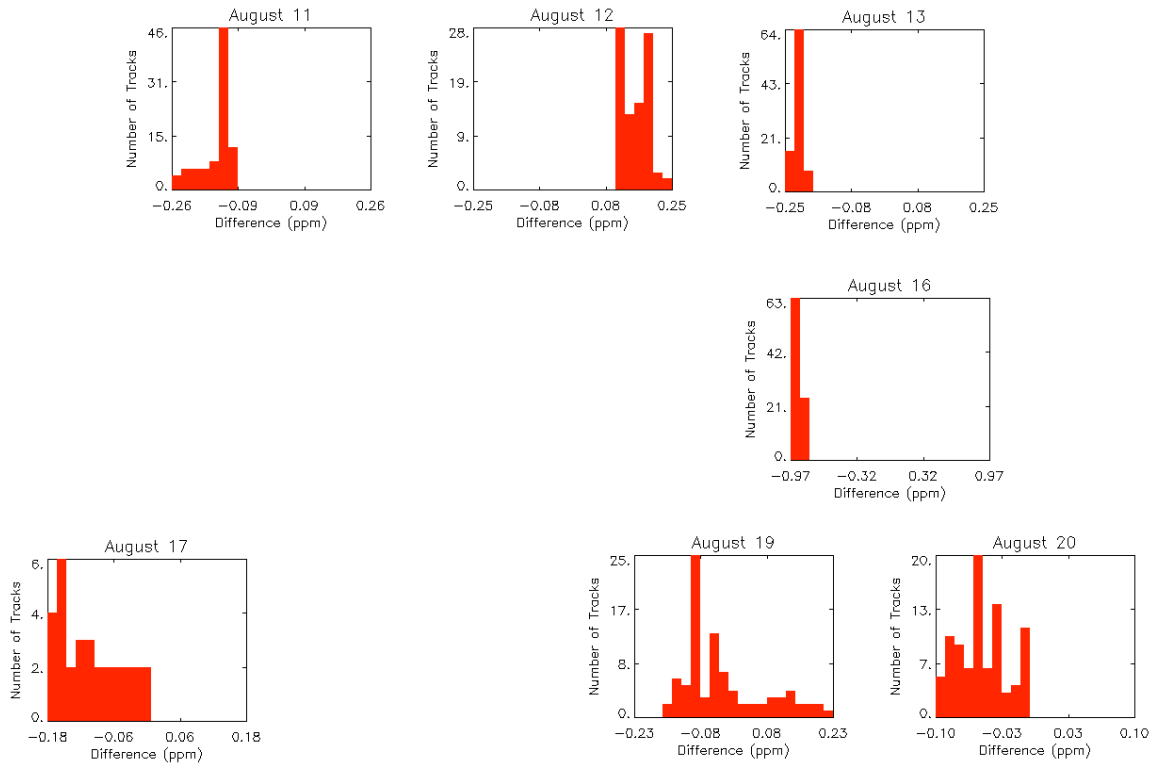 August 11
Number of Tracks
46.
31.
15.
0.
-0.26 -0.09 0.09 0.26
Difference (ppm)
August 12
Number of Tracks
28.
19.
9.
0.
-0.25 -0.08 0.08 0.25
Difference (ppm)
August 13
Number of Tracks
64.
43.
21.
0.
-0.25 -0.08 0.08 0.25
Difference (ppm)
August 16
Number of Tracks
63.
42.
21.
0.
-0.97 -0.32 0.32 0.97
Difference (ppm)
August 17
Number of Tracks
6.
4.
2.
0.
-0.18 -0.06 0.06 0.18
Difference (ppm)
August 19
Number of Tracks
25.
17.
8.
0.
-0.23 -0.08 0.08 0.23
Difference (ppm)
August 20
Number of Tracks
20.
13.
7.
0.
-0.10 -0.03 0.03 0.10
Difference (ppm)